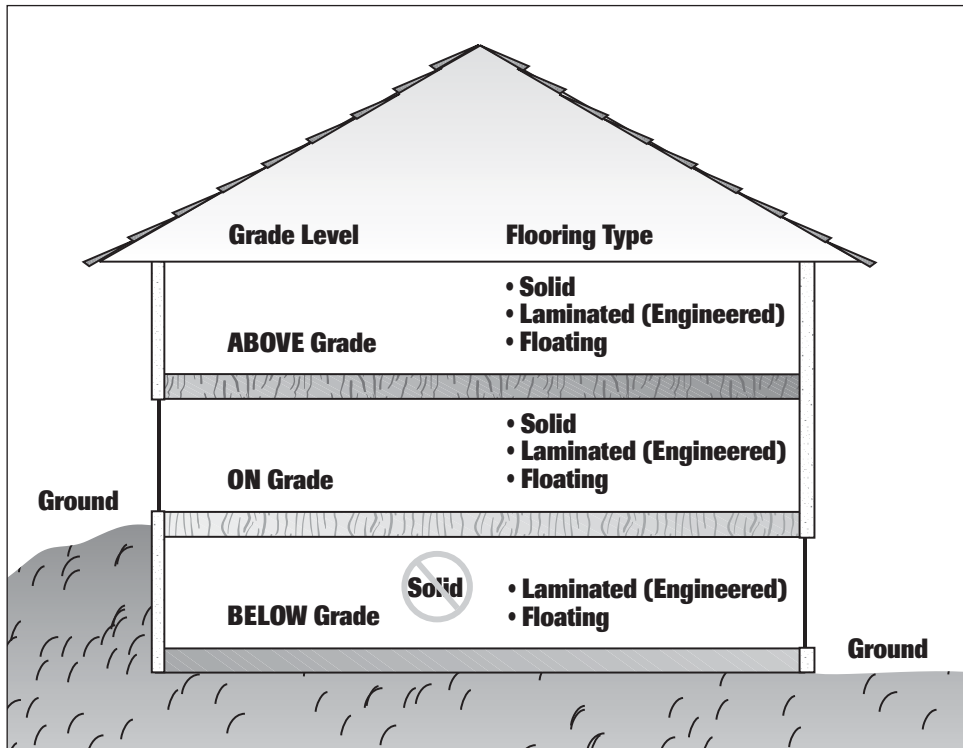 Grade Level Flooring Type
• Solid
• Laminated (Engineered)
ABOVE Grade • Floating
• Solid
• Laminated (Engineered)
ON Grade • Floating
Ground
Solid • Laminated (Engineered)
BELOW Grade • Floating
Ground